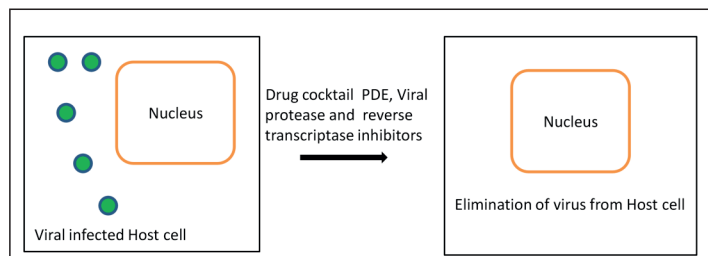 Nucleus
Viral infected Host cell
Drug cocktail PDE, Viral
protease and reverse
transcriptase inhibitors
Nucleus
Elimination of virus from Host cell